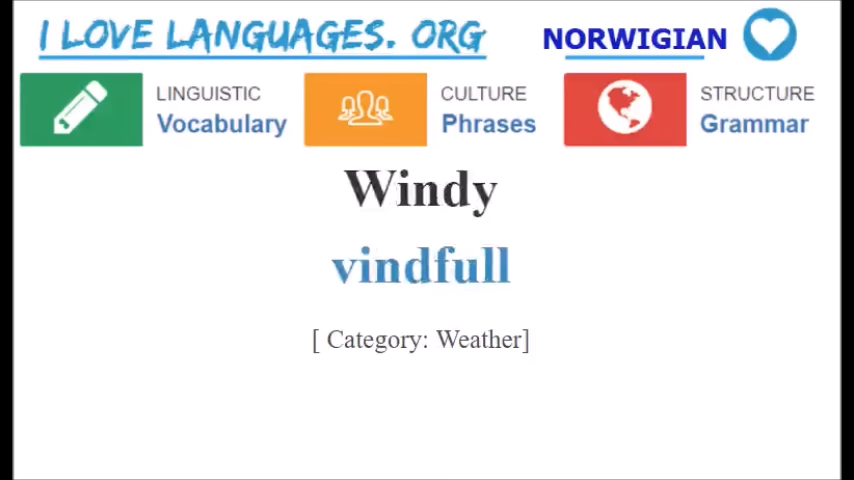 I LOVE LANGUAGES. ORG
NORWIGIAN
LINGUISTIC
Vocabulary
CULTURE
Phrases
STRUCTURE
Grammar
Windy
vindfull
[ Category: Weather]